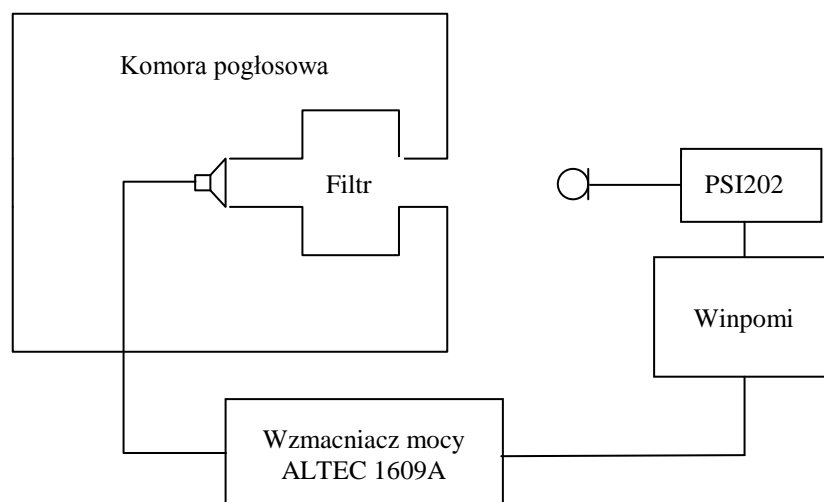 Komora pogłosowa
Filtr
PSI202
Winpomi
Wzmacniacz mocy
ALTEC 1609A